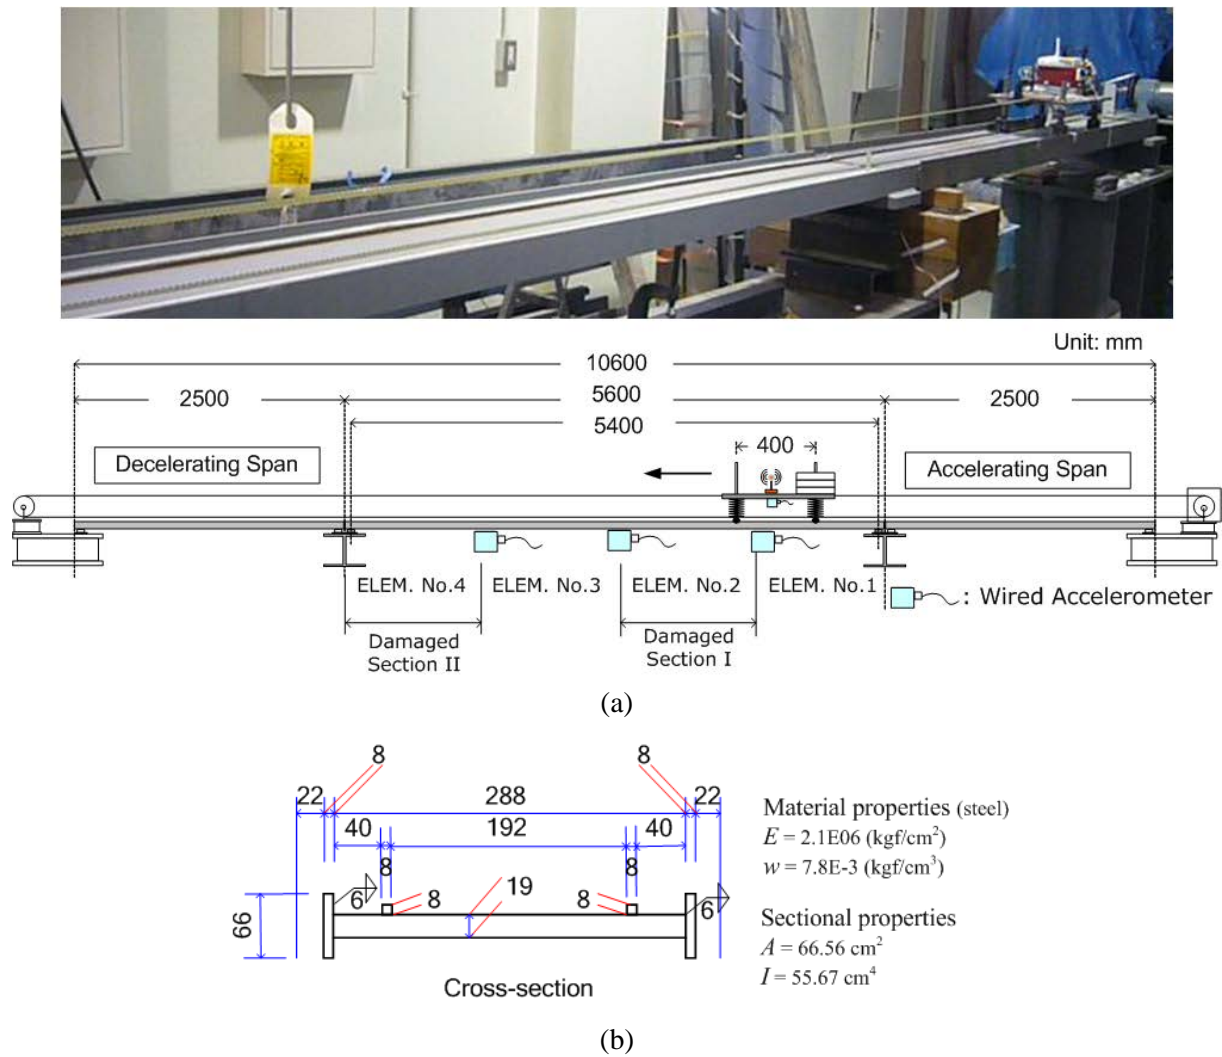 Unit: mm
10600
2500
5600
2500
5400
400
Decelerating Span
Accelerating Span
ELEM. No.4
ELEM. No.3
ELEM. No.2
ELEM. No.1
: Wired Accelerometer
Damaged
Section II
Damaged
Section I
(a)
8
8
22
288
22
40
192
40
8
8
6
8
19
8
6
66
Cross-section
Material properties (steel)
E = 2.1E06 (kgf/cm²)
w = 7.8E-3 (kgf/cm³)
Sectional properties
A = 66.56 cm²
I = 55.67 cm⁴
(b)